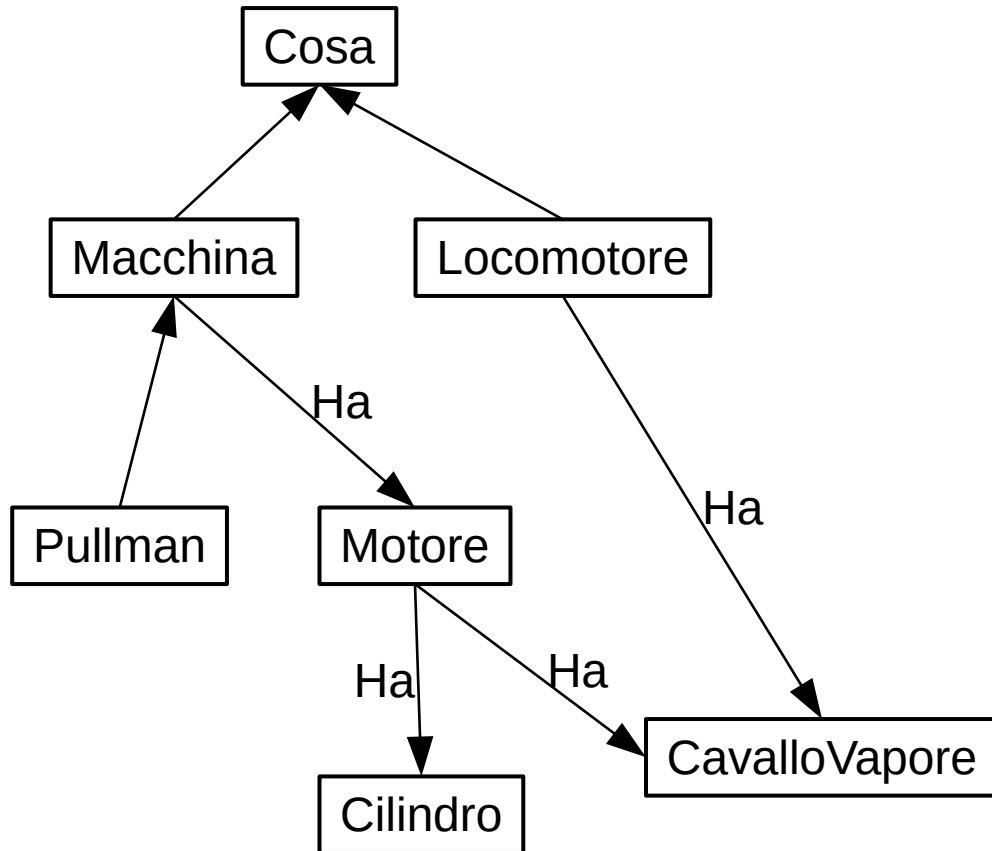 Cosa
Macchina
Locomotore
Ha
Ha
Pullman
Motore
Ha
Ha
CavalloVapore
Cilindro